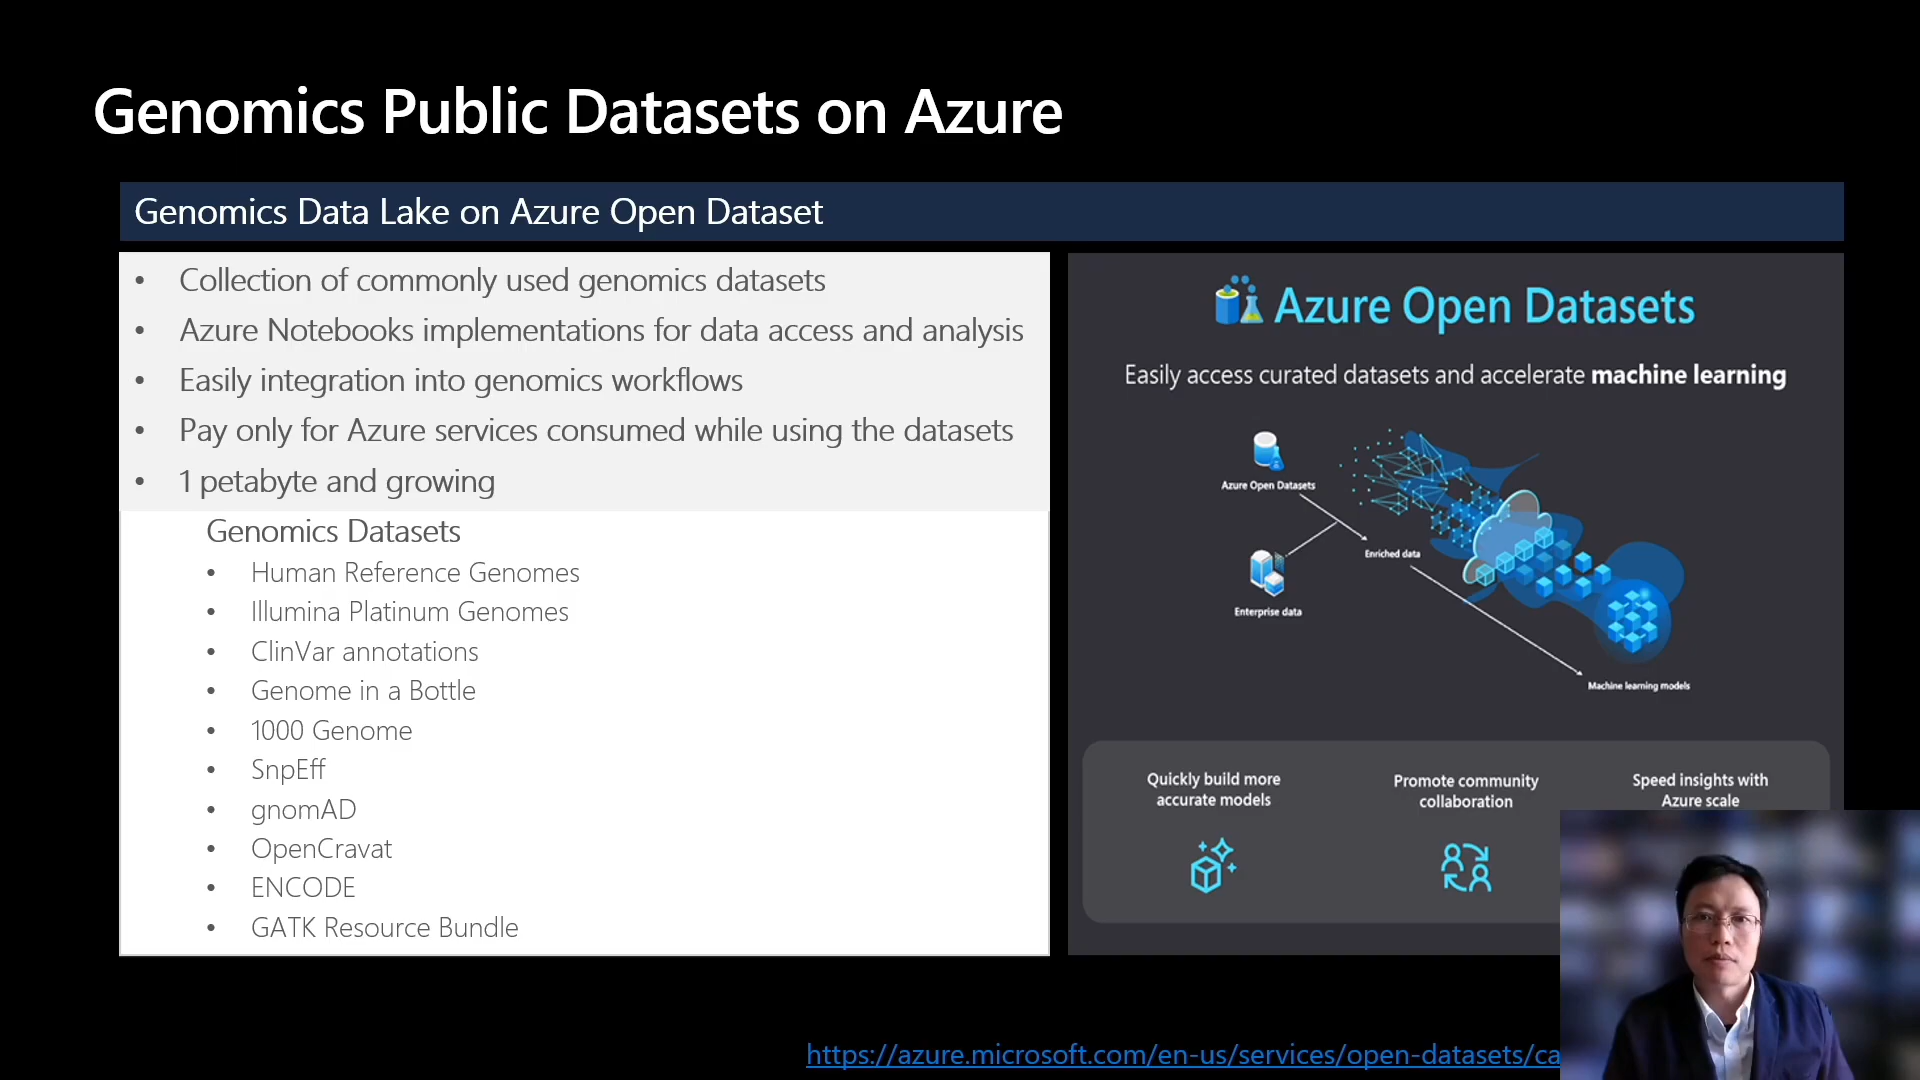 Genomics Public Datasets on Azure
Genomics Data Lake on Azure Open Dataset
• Collection of commonly used genomics datasets
• Azure Notebooks implementations for data access and analysis
• Easily integration into genomics workflows
• Pay only for Azure services consumed while using the datasets
• 1 petabyte and growing
Genomics Datasets
• Human Reference Genomes
• Illumina Platinum Genomes
• ClinVar annotations
• Genome in a Bottle
• 1000 Genome
• SnpEff
• gnomAD
• OpenCravat
• ENCODE
• GATK Resource Bundle
Azure Open Datasets
Easily access curated datasets and accelerate machine learning
Azure Open Datasets
Enriched data
Enterprise data
Machine learning models
Quickly build more
accurate models
Promote community
collaboration
Speed insights with
Azure scale
https://azure.microsoft.com/en-us/services/open-datasets/ca